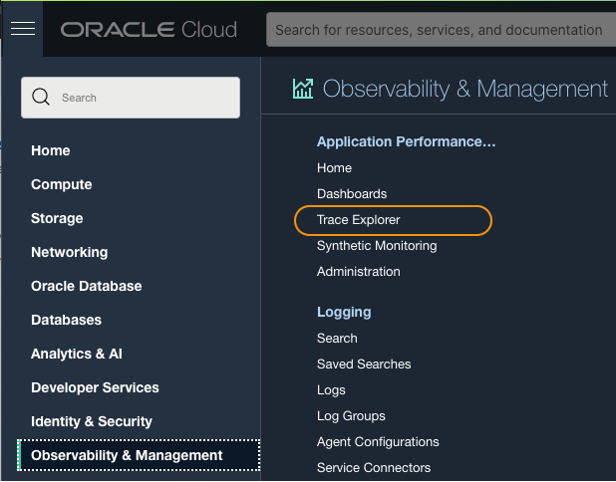 ORACLE Cloud
Search for resources, services, and documentation
Search
Home
Compute
Storage
Networking
Oracle Database
Databases
Analytics & AI
Developer Services
Identity & Security
Observability & Management
Observability & Management
Application Performance...
Home
Dashboards
Trace Explorer
Synthetic Monitoring
Administration
Logging
Search
Saved Searches
Logs
Log Groups
Agent Configurations
Service Connectors